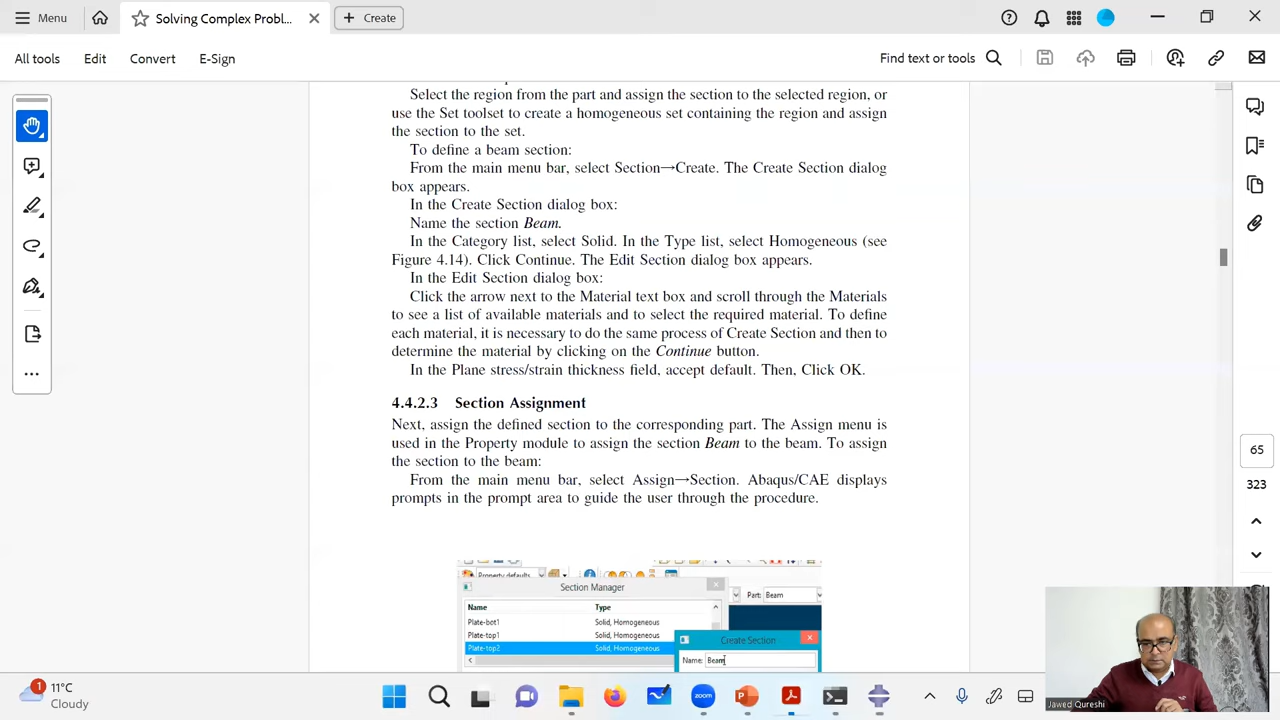 Menu
Solving Complex Probl...
Create
All tools
Edit
Convert
E-Sign
Find text or tools
Select the region from the part and assign the section to the selected region, or
use the Set toolset to create a homogeneous set containing the region and assign
the section to the set.
To define a beam section:
From the main menu bar, select Section→Create. The Create Section dialog
box appears.
In the Create Section dialog box:
Name the section Beam.
In the Category list, select Solid. In the Type list, select Homogeneous (see
Figure 4.14). Click Continue. The Edit Section dialog box appears.
In the Edit Section dialog box:
Click the arrow next to the Material text box and scroll through the Materials
to see a list of available materials and to select the required material. To define
each material, it is necessary to do the same process of Create Section and then to
determine the material by clicking on the Continue button.
In the Plane stress/strain thickness field, accept default. Then, Click OK.
4.4.2.3 Section Assignment
Next, assign the defined section to the corresponding part. The Assign menu is
used in the Property module to assign the section Beam to the beam. To assign
the section to the beam:
From the main menu bar, select Assign→Section. Abaqus/CAE displays
prompts in the prompt area to guide the user through the procedure.
Property defaults
Section Manager
Part: Beam
Name Type
Plate-bot1 Solid, Homogeneous
Plate-top1 Solid, Homogeneous
Plate-top2 Solid, Homogeneous
Create Section
Name: Beam
65
323
1
11°C
Cloudy
zoom
Jawed Qureshi